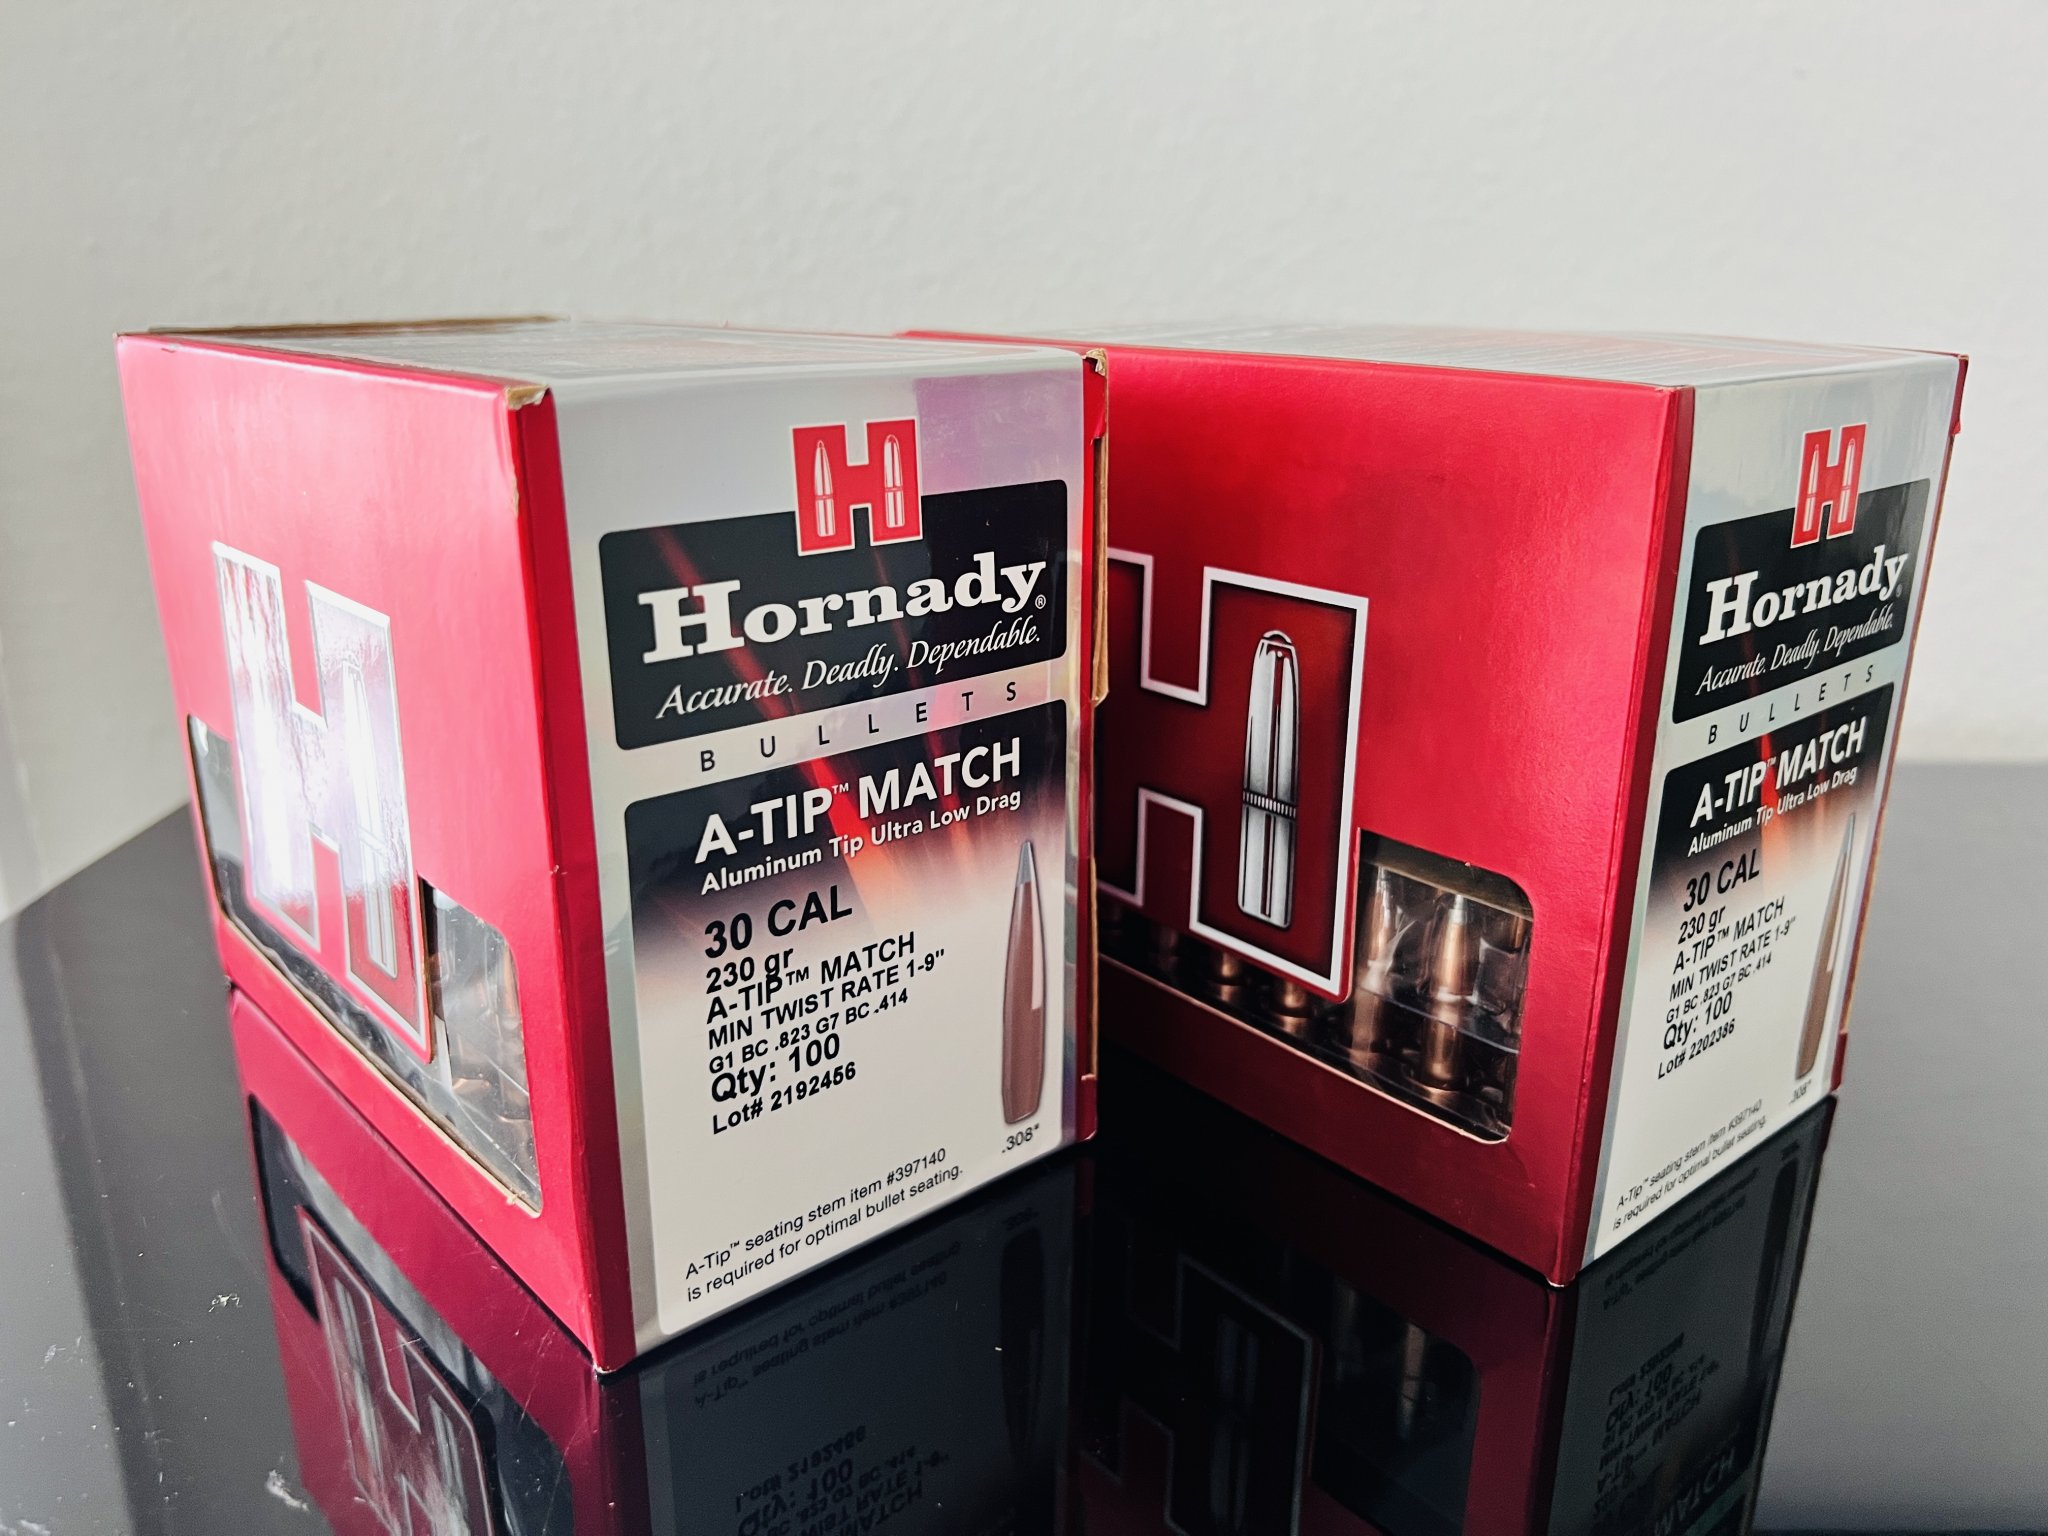 Hornady®
Accurate. Deadly. Dependable.
BULLETS
A-TIP™ MATCH
Aluminum Tip Ultra Low Drag
30 CAL
230 gr
A-TIP™ MATCH
MIN TWIST RATE 1-9"
G1 BC .823 G7 BC .414
Qty: 100
Lot# 2192456
.308"
A-Tip™ seating stem item #397140
is required for optimal bullet seating.
Hornady
Accurate. Deadly. Dependable.
BULLETS
A-TIP™ MATCH
Aluminum Tip Ultra Low Drag
30 CAL
230 gr
A-TIP™ MATCH
MIN TWIST RATE 1-9"
G1 BC .823 G7 BC .414
Qty: 100
Lot# 2202386
.308"
A-Tip™ seating stem item #397140
is required for optimal bullet seating.